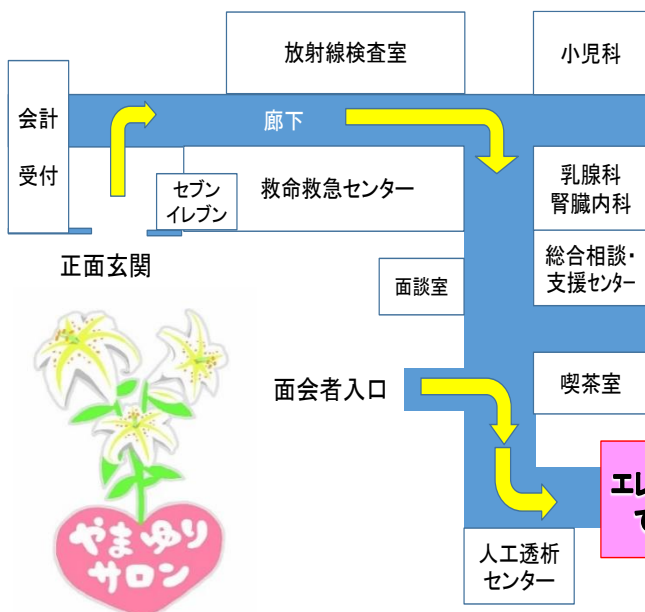 放射線検査室
小児科
会計
受付
廊下
セブン
イレブン
救命救急センター
乳腺科
腎臓内科
総合相談・
支援センター
正面玄関
面談室
面会者入口
喫茶室
エレ
で
人工透析
センター
やまゆり
サロン